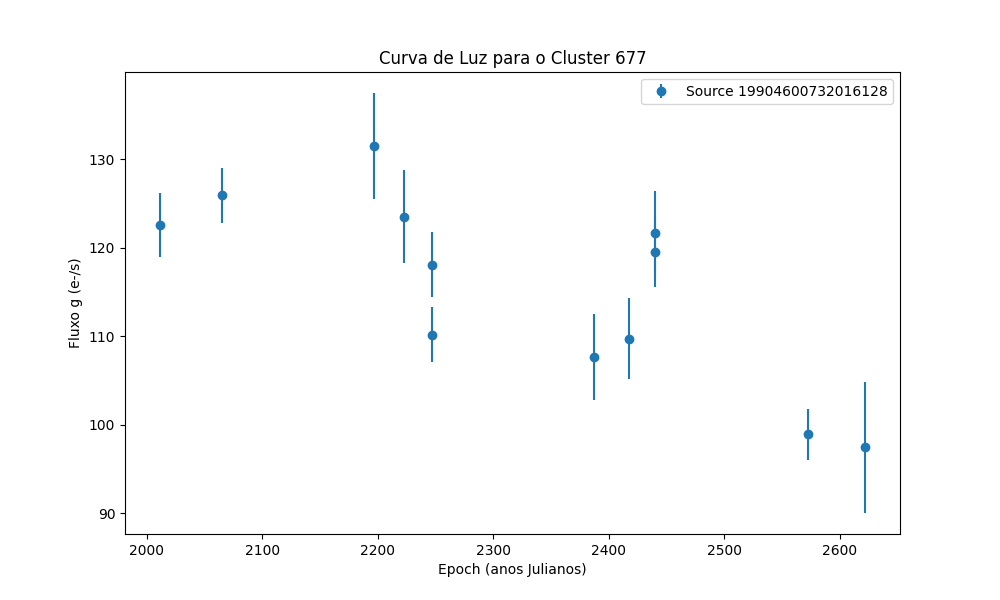 Curva de Luz para o Cluster 677
Source 19904600732016128
Fluxo g (e-/s)
130
120
110
100
90
2000 2100 2200 2300 2400 2500 2600
Epoch (anos Julianos)